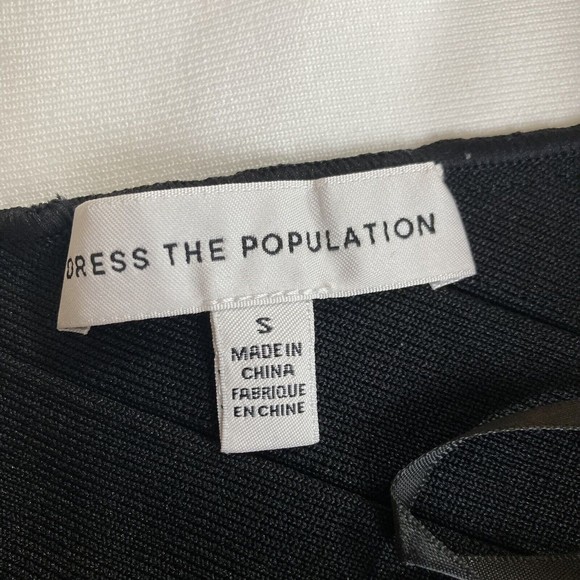 DRESS THE POPULATION
S
MADE IN
CHINA
FABRIQUE
EN CHINE